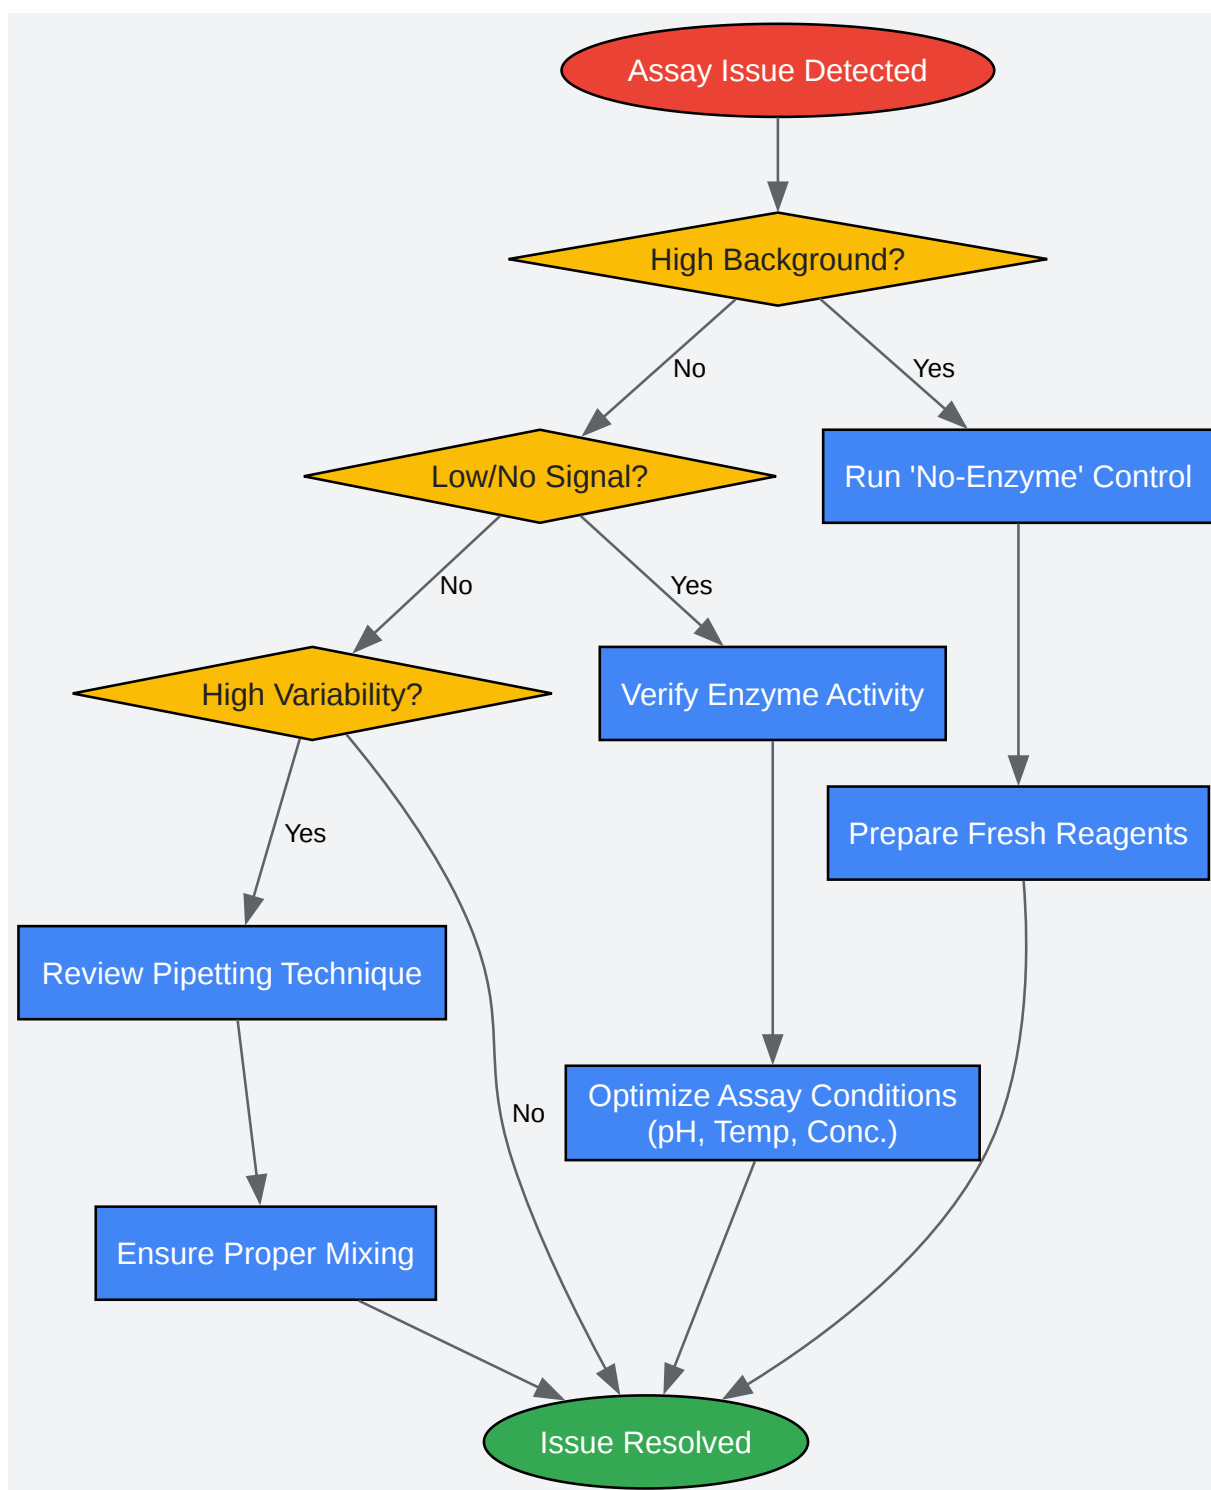 Assay Issue Detected
High Background?
No
Yes
Low/No Signal?
Run 'No-Enzyme' Control
No
Yes
High Variability?
Verify Enzyme Activity
Yes
Prepare Fresh Reagents
Review Pipetting Technique
No
Optimize Assay Conditions
(pH, Temp, Conc.)
Ensure Proper Mixing
Issue Resolved